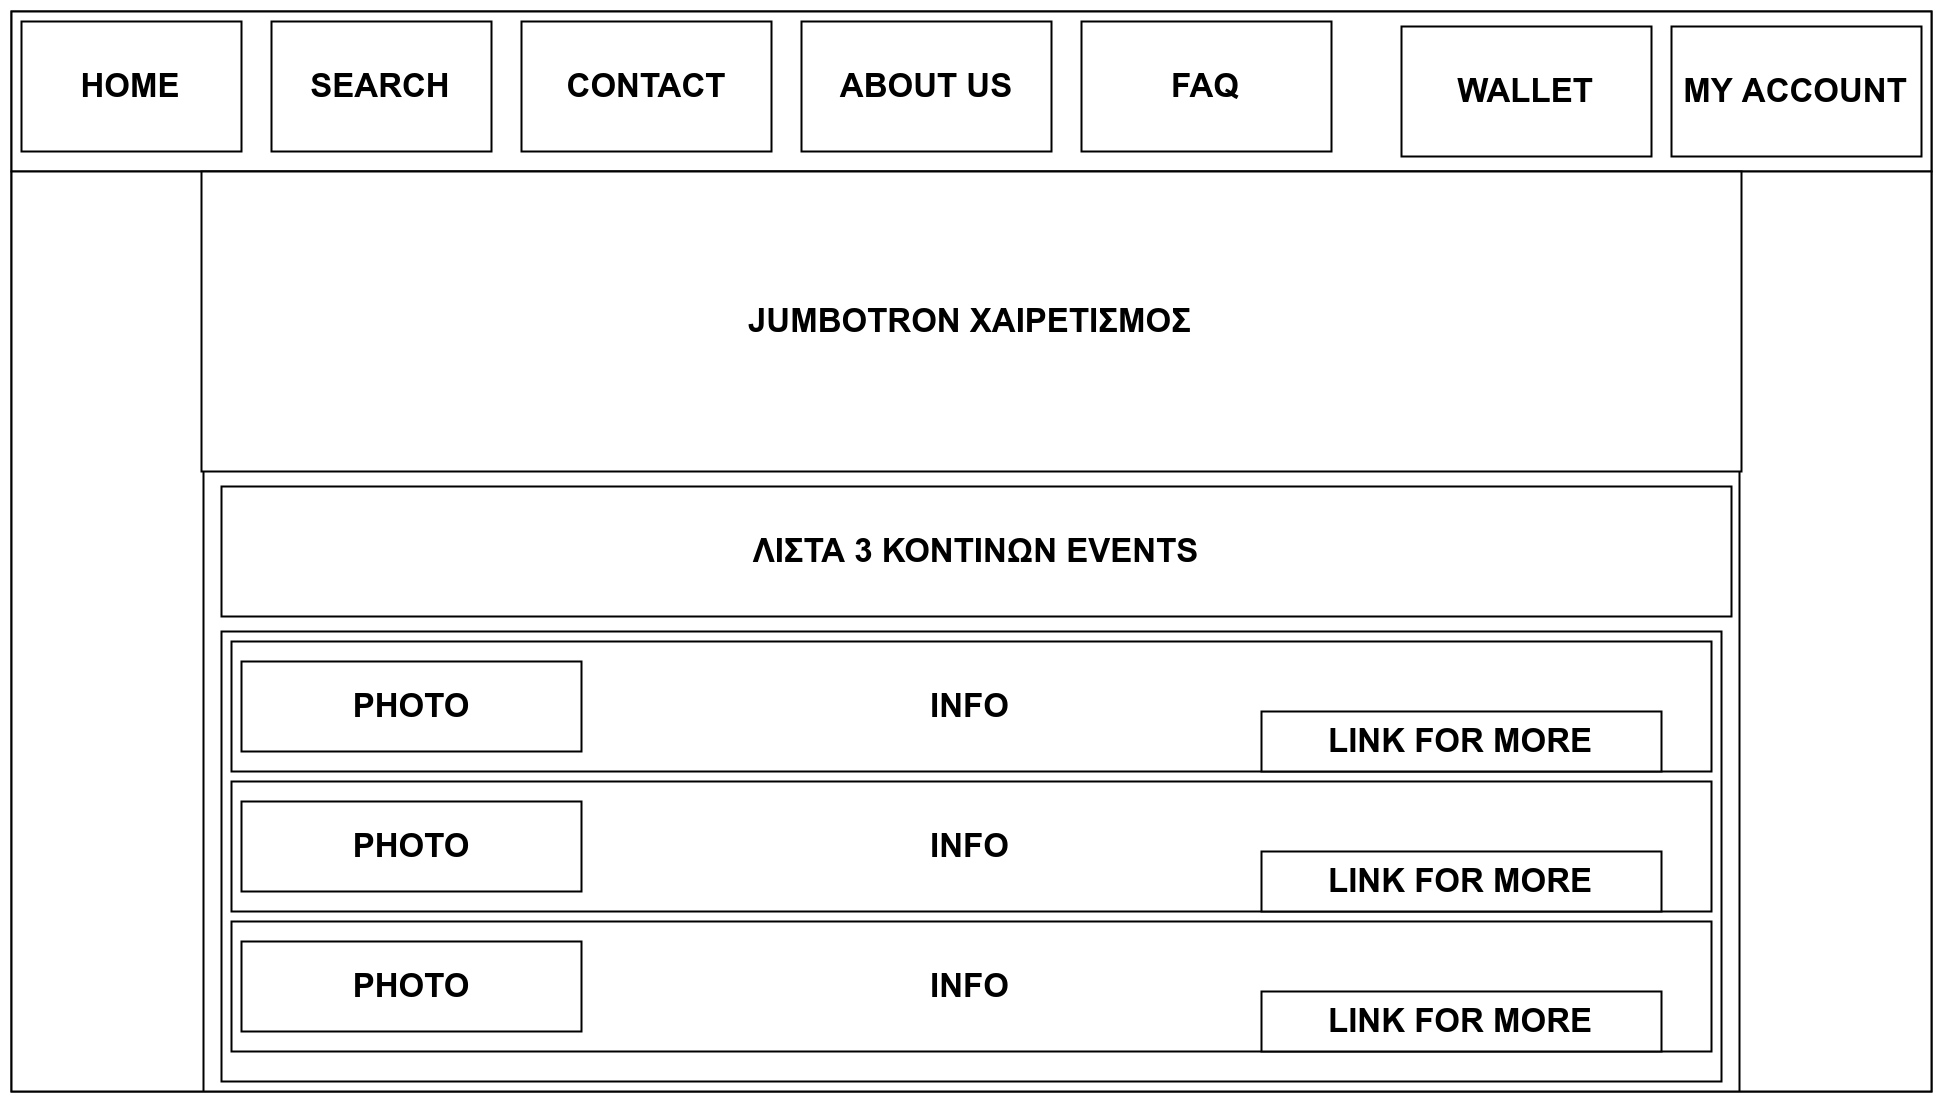 HOME
SEARCH
CONTACT
ABOUT US
FAQ
WALLET
MY ACCOUNT
JUMBOTRON ΧΑΙΡΕΤΙΣΜΟΣ
ΛΙΣΤΑ 3 ΚΟΝΤΙΝΩΝ EVENTS
PHOTO
INFO
LINK FOR MORE
PHOTO
INFO
LINK FOR MORE
PHOTO
INFO
LINK FOR MORE